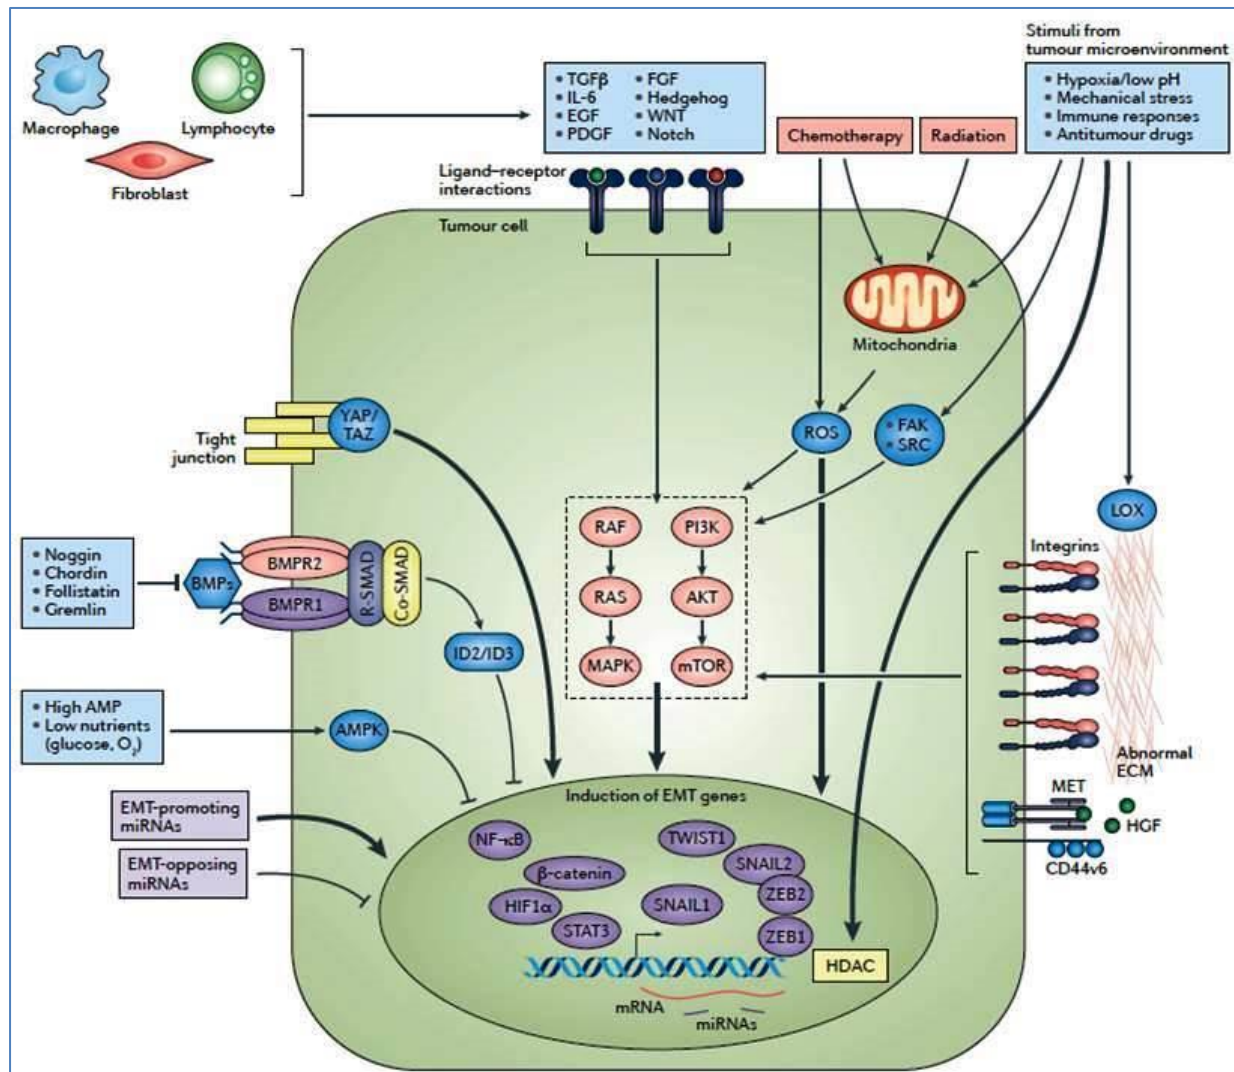 Macrophage
Lymphocyte
Fibroblast
• TGFβ
• IL-6
• EGF
• PDGF
• FGF
• Hedgehog
• WNT
• Notch
Chemotherapy
Radiation
Stimuli from
tumour microenvironment
• Hypoxia/low pH
• Mechanical stress
• Immune responses
• Antitumour drugs
Ligand–receptor
interactions
Tumour cell
Mitochondria
YAP/
TAZ
Tight
junction
ROS
• FAK
• SRC
LOX
RAF
PI3K
RAS
AKT
MAPK
mTOR
Integrins
• Noggin
• Chordin
• Follistatin
• Gremlin
BMPs
BMPR2
BMPR1
R-SMAD
Co-SMAD
ID2/ID3
• High AMP
• Low nutrients
(glucose, O₂)
AMPK
Abnormal
ECM
MET
HGF
CD44v6
EMT-promoting
miRNAs
EMT-opposing
miRNAs
Induction of EMT genes
NF-κB
TWIST1
β-catenin
SNAIL2
HIF1α
SNAIL1
ZEB2
STAT3
ZEB1
HDAC
mRNA
miRNAs